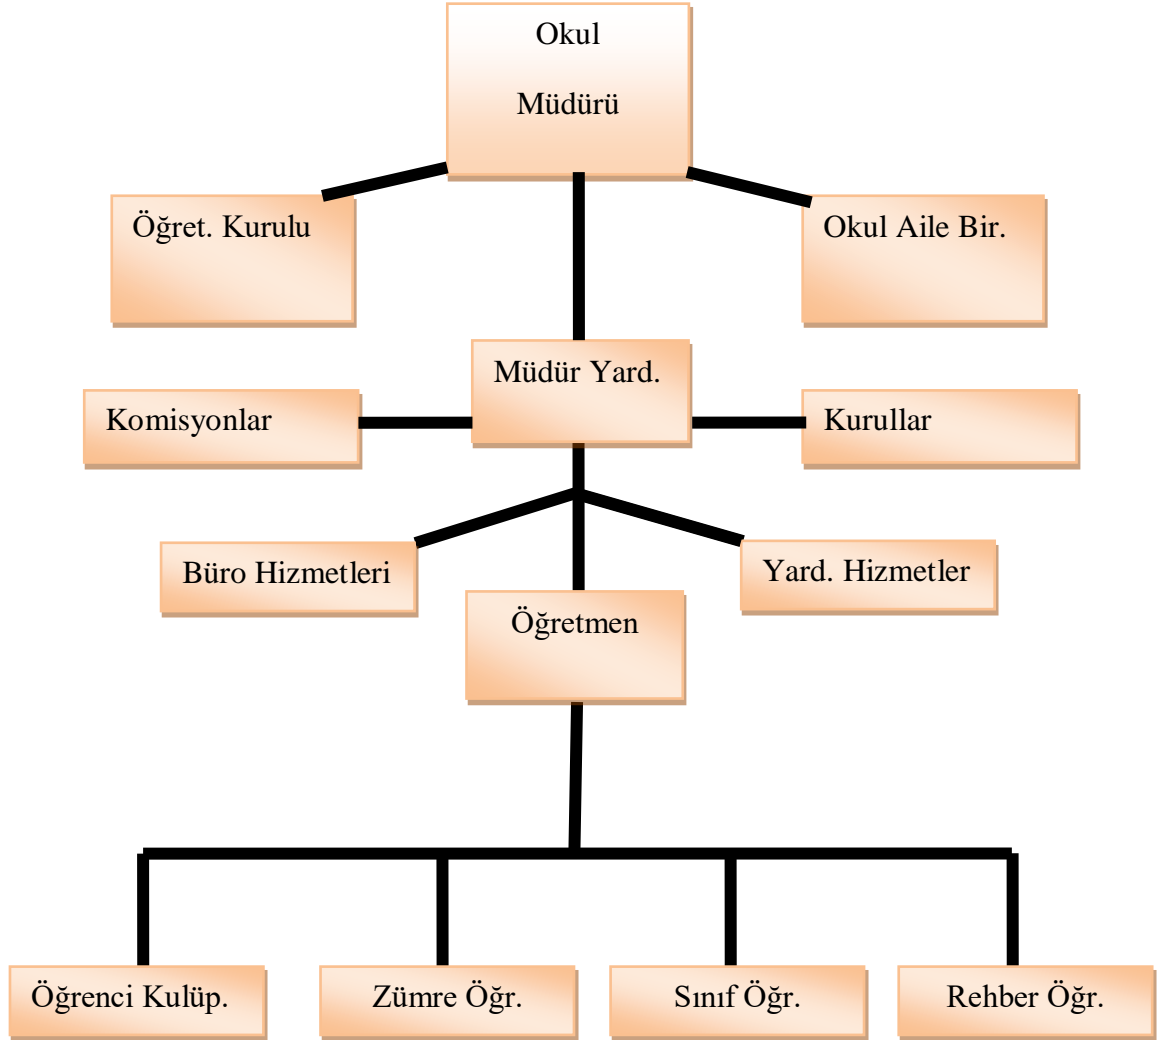 Okul
Müdürü
Öğret. Kurulu
Okul Aile Bir.
Müdür Yard.
Komisyonlar
Kurullar
Büro Hizmetleri
Yard. Hizmetler
Öğretmen
Öğrenci Kulüp.
Zümre Öğr.
Sınıf Öğr.
Rehber Öğr.